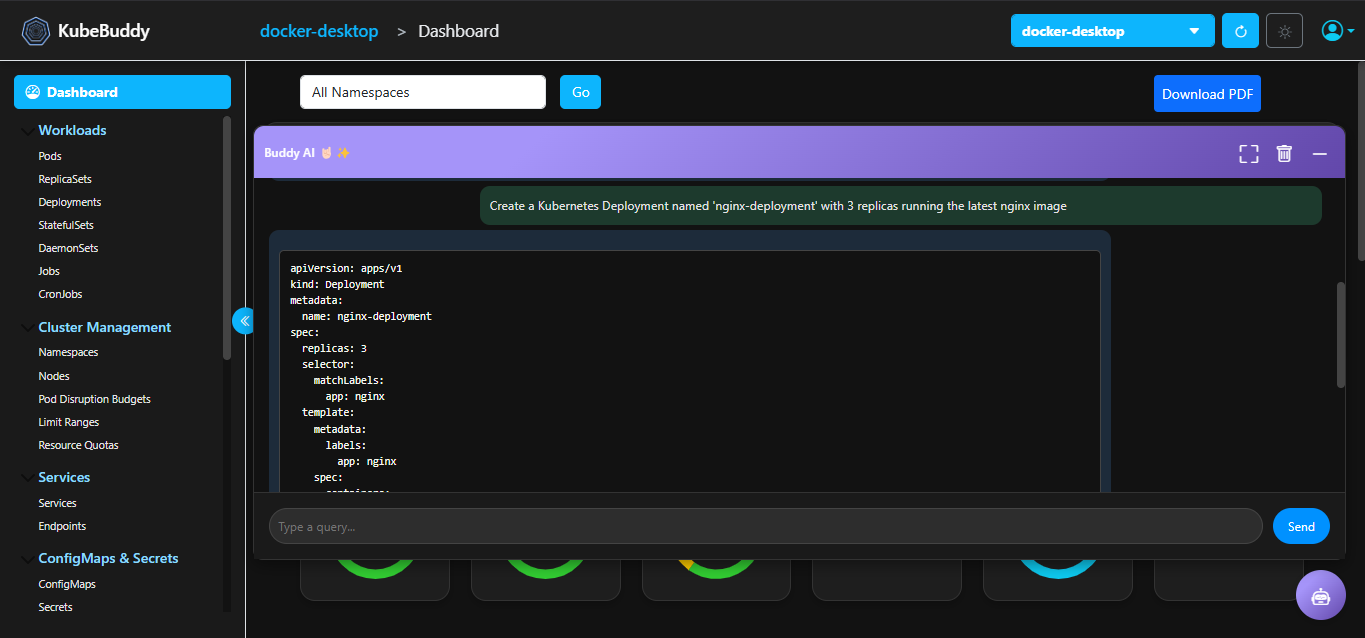 KubeBuddy
docker-desktop > Dashboard
docker-desktop
Dashboard
Workloads
Pods
ReplicaSets
Deployments
StatefulSets
DaemonSets
Jobs
CronJobs
Cluster Management
Namespaces
Nodes
Pod Disruption Budgets
Limit Ranges
Resource Quotas
Services
Services
Endpoints
ConfigMaps & Secrets
ConfigMaps
Secrets
All Namespaces
Go
Download PDF
Buddy AI
Create a Kubernetes Deployment named 'nginx-deployment' with 3 replicas running the latest nginx image
apiVersion: apps/v1
kind: Deployment
metadata:
  name: nginx-deployment
spec:
  replicas: 3
  selector:
    matchLabels:
      app: nginx
  template:
    metadata:
      labels:
        app: nginx
    spec:
      containers:
Type a query...
Send